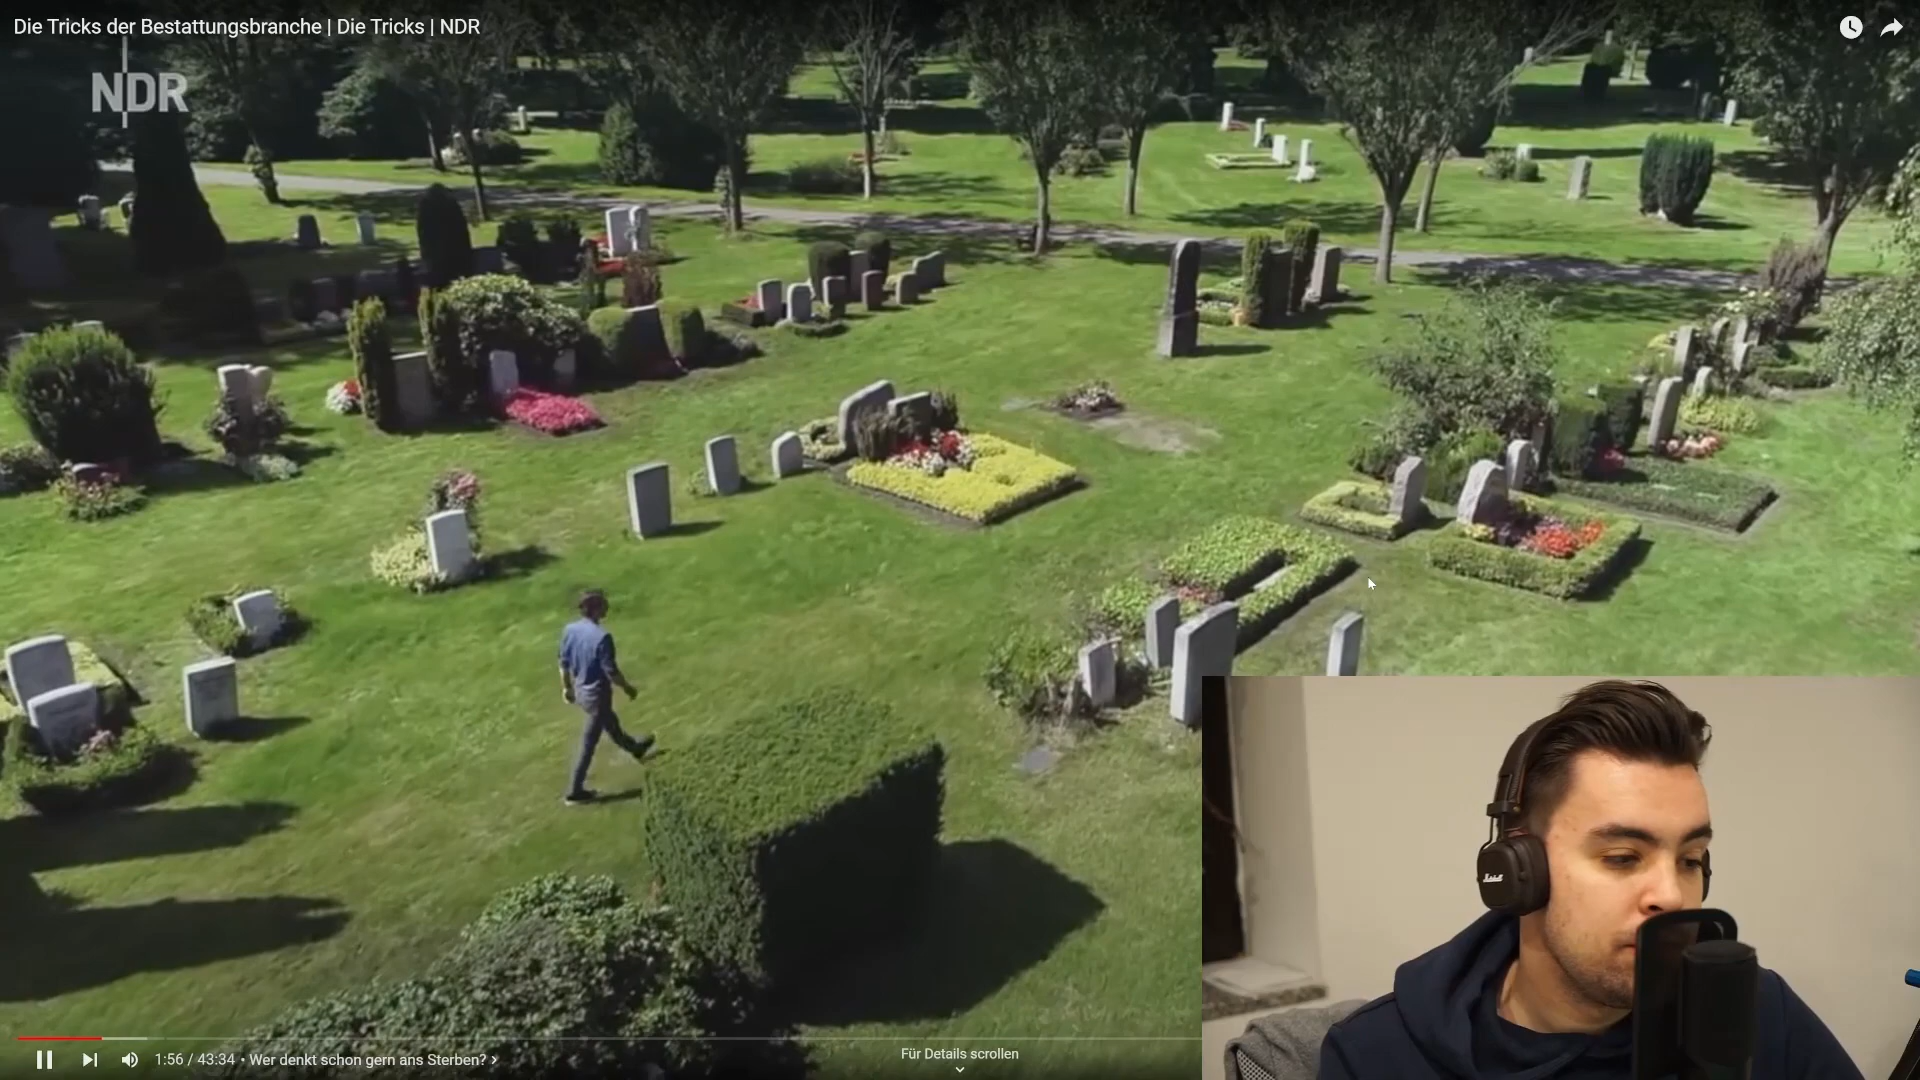 Die Tricks der Bestattungsbranche | Die Tricks | NDR
NDR
Marshall
1:56 / 43:34 • Wer denkt schon gern ans Sterben? >
Für Details scrollen